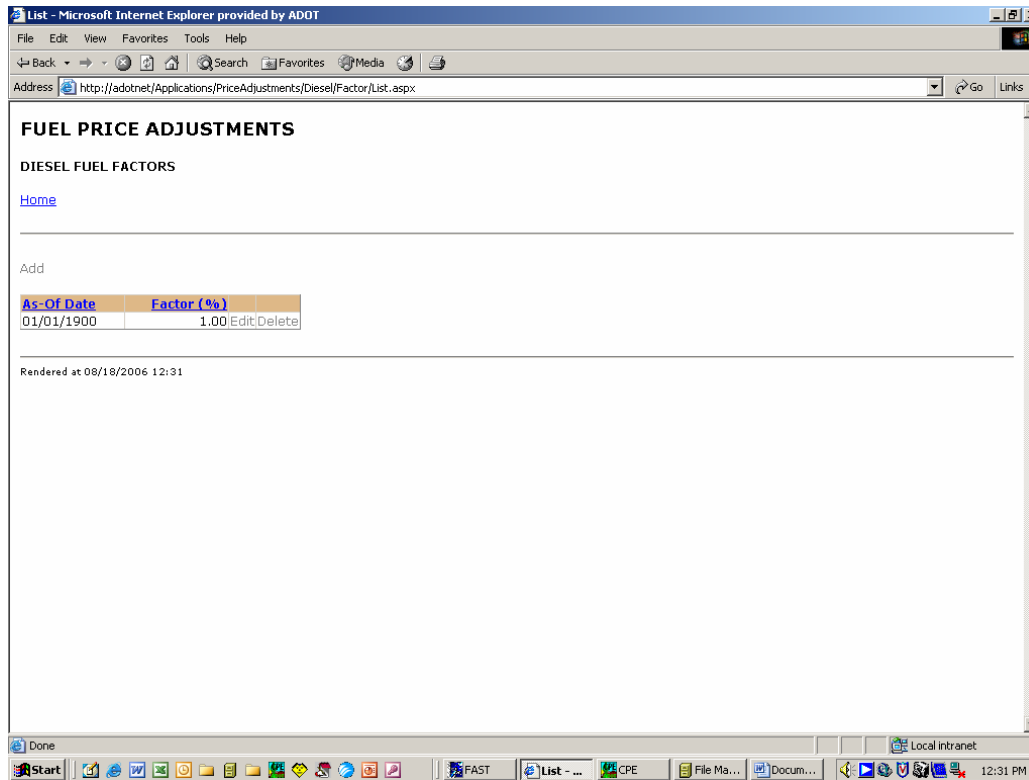 List - Microsoft Internet Explorer provided by ADOT
File Edit View Favorites Tools Help
Back Search Favorites Media
Address http://adotnet/Applications/PriceAdjustments/Diesel/Factor/List.aspx Go Links
FUEL PRICE ADJUSTMENTS
DIESEL FUEL FACTORS
Home
Add
As-Of Date Factor (%)
01/01/1900 1.00 Edit Delete
Rendered at 08/18/2006 12:31
Done Local intranet
Start FAST List - ... CPE File Ma... Docum... 12:31 PM